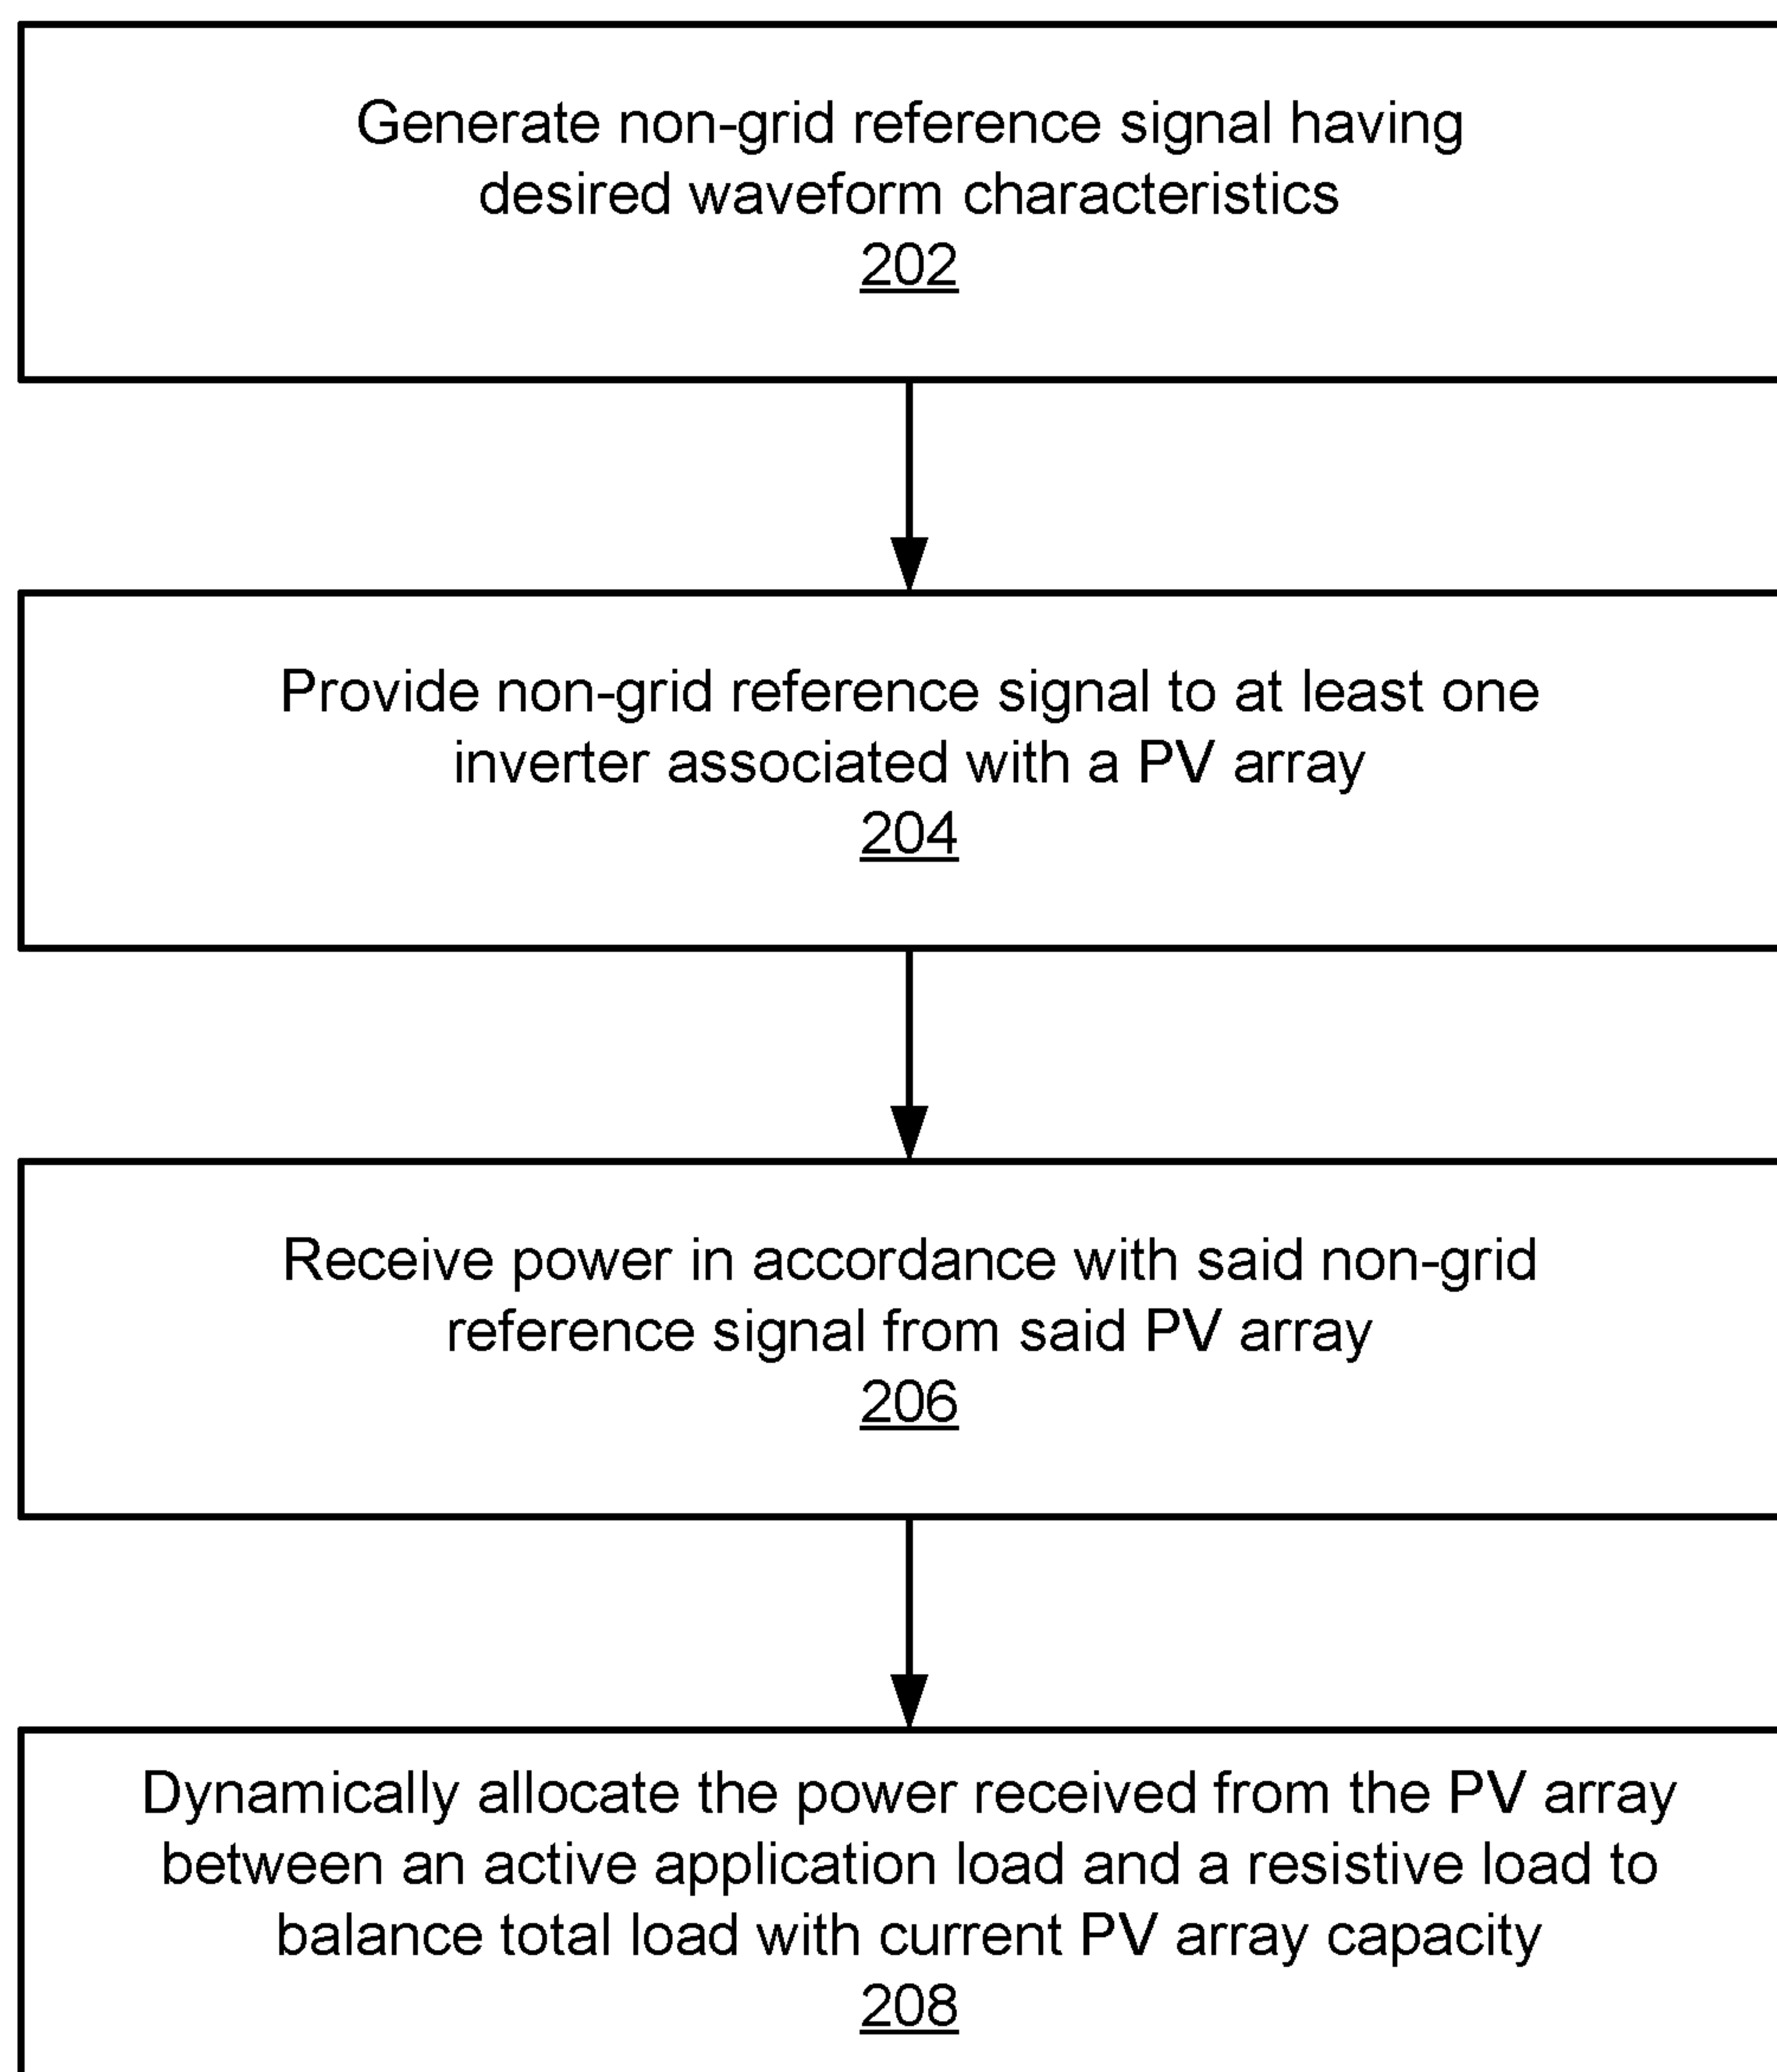 Generate non-grid reference signal having
desired waveform characteristics
202
Provide non-grid reference signal to at least one
inverter associated with a PV array
204
Receive power in accordance with said non-grid
reference signal from said PV array
206
Dynamically allocate the power received from the PV array
between an active application load and a resistive load to
balance total load with current PV array capacity
208